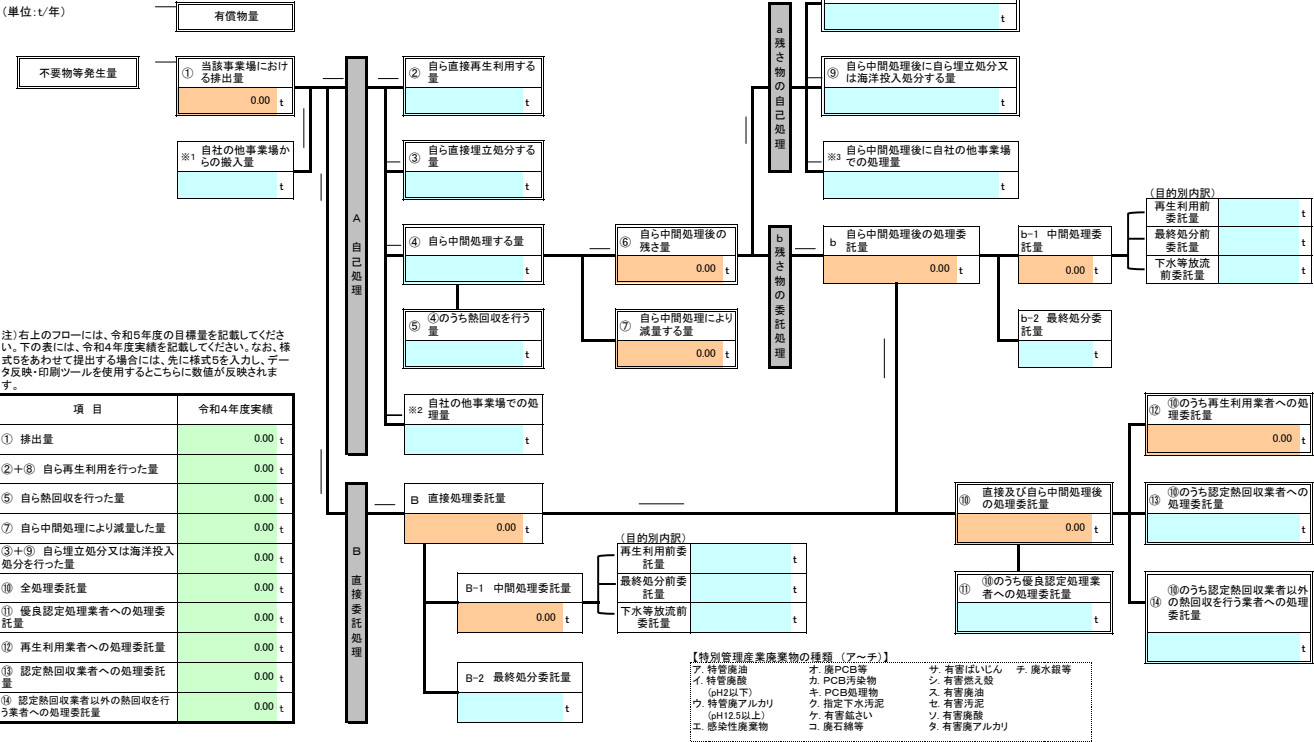 (単位:t/年)
有償物量
t
不要物等発生量
① 当該事業場におけ
る排出量
0.00 t
※1 自社の他事業場か
らの搬入量
t
A 自己処理
② 自ら直接再生利用する
量
t
③ 自ら直接埋立処分する
量
t
④ 自ら中間処理する量
t
⑤ ④のうち熱回収を行う
量
t
※2 自社の他事業場での処
理量
t
⑥ 自ら中間処理後の
残さ量
0.00 t
⑦ 自ら中間処理により
減量する量
0.00 t
a 残さ物の自己処理
⑨ 自ら中間処理後に自ら埋立処分又
は海洋投入処分する量
t
※3 自ら中間処理後に自社の他事業場
での処理量
t
b 残さ物の委託処理
b 自ら中間処理後の処理委
託量
0.00 t
b-1 中間処理委
託量
0.00 t
b-2 最終処分委
託量
t
(目的別内訳)
再生利用前
委託量
t
最終処分前
委託量
t
下水等放流
前委託量
t
注)右上のフローには、令和5年度の目標量を記載してくださ
い。下の表には、令和4年度実績を記載してください。なお、様
式5をあわせて提出する場合には、先に様式5を入力し、デー
タ反映・印刷ツールを使用するとこちらに数値が反映されま
す。
項 目 令和4年度実績
① 排出量 0.00 t
②+⑧ 自ら再生利用を行った量 0.00 t
⑤ 自ら熱回収を行った量 0.00 t
⑦ 自ら中間処理により減量した量 0.00 t
③+⑨ 自ら埋立処分又は海洋投入
処分を行った量 0.00 t
⑩ 全処理委託量 0.00 t
⑪ 優良認定処理業者への処理委
託量 0.00 t
⑫ 再生利用業者への処理委託量 0.00 t
⑬ 認定熱回収業者への処理委託
量 0.00 t
⑭ 認定熱回収業者以外の熱回収を行
う業者への処理委託量 0.00 t
B 直接委託処理
B 直接処理委託量
0.00 t
B-1 中間処理委託量
0.00 t
B-2 最終処分委託量
t
(目的別内訳)
再生利用前委
託量
t
最終処分前委
託量
t
下水等放流前
委託量
t
⑩ 直接及び自ら中間処理後
の処理委託量
0.00 t
⑪ ⑩のうち優良認定処理業
者への処理委託量
t
⑫ ⑩のうち再生利用業者への処
理委託量
0.00 t
⑬ ⑩のうち認定熱回収業者への
処理委託量
t
⑭ ⑩のうち認定熱回収業者以外
の熱回収を行う業者への処理
委託量
t
【特別管理産業廃棄物の種類 (ア~チ)】
ア. 特管廃油 オ. 廃PCB等 サ. 有害ばいじん チ. 廃水銀等
イ. 特管廃酸 カ. PCB汚染物 シ. 有害燃え殻
(pH2以下) キ. PCB処理物 ス. 有害廃油
ウ. 特管廃アルカリ ク. 指定下水汚泥 セ. 有害汚泥
(pH12.5以上) ケ. 有害鉱さい ソ. 有害廃酸
エ. 感染性廃棄物 コ. 廃石綿等 タ. 有害廃アルカリ